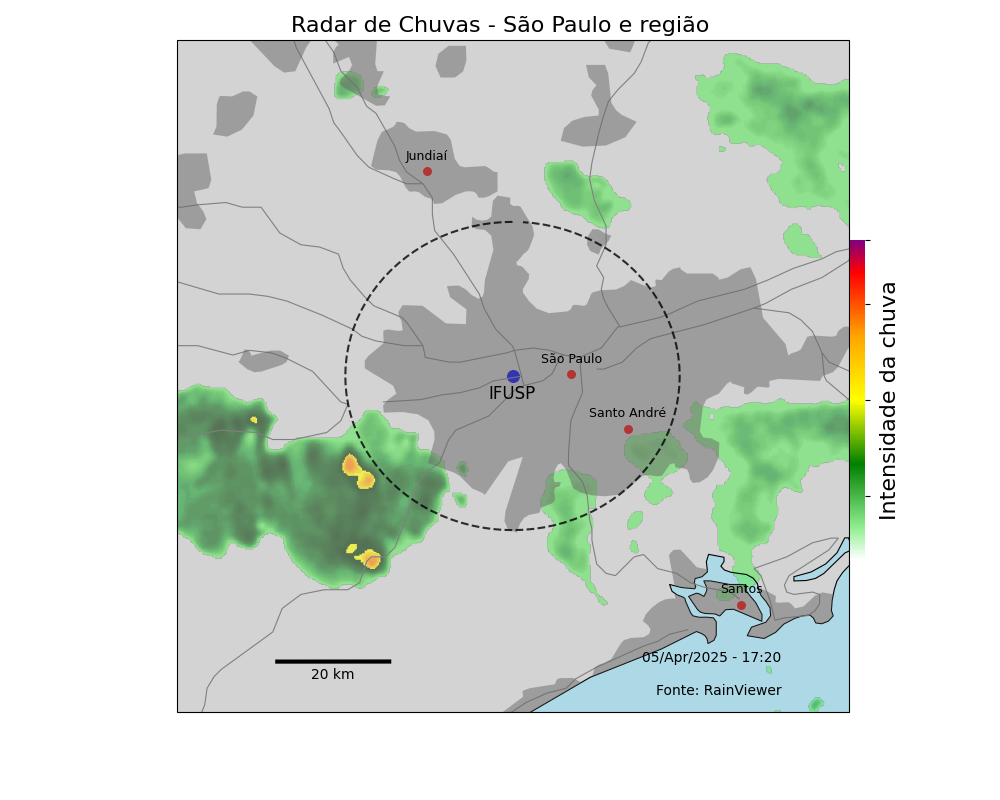 Radar de Chuvas - São Paulo e região
Jundiaí
São Paulo
IFUSP
Santo André
Intensidade da chuva
Santos
05/Apr/2025 - 17:20
20 km
Fonte: RainViewer